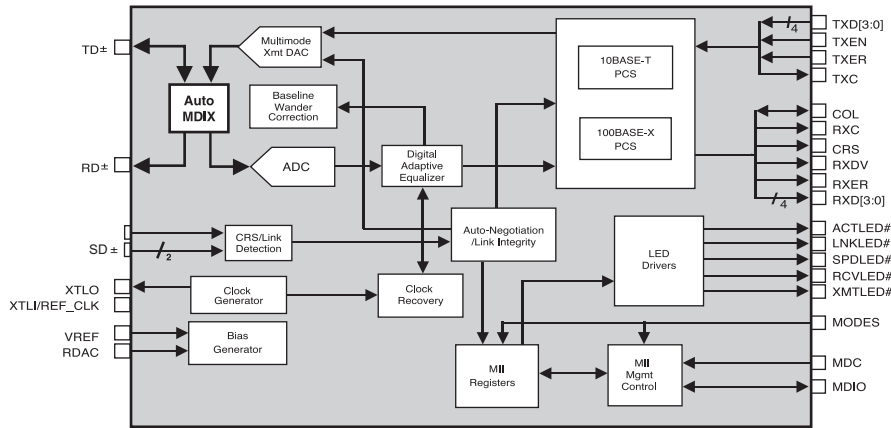 TD±
RD±
SD ±
XTLO
XTLI/REF_CLK
VREF
RDAC
Auto
MDIX
Multimode
Xmt DAC
Baseline
Wander
Correction
ADC
Digital
Adaptive
Equalizer
CRS/Link
Detection
2
Clock
Generator
Bias
Generator
Clock
Recovery
Auto-Negotiation
/Link Integrity
10BASE-T
PCS
100BASE-X
PCS
LED
Drivers
MII
Registers
MII
Mgmt
Control
4
TXD[3:0]
TXEN
TXER
TXC
COL
RXC
CRS
RXDV
RXER
4
RXD[3:0]
ACTLED#
LNKLED#
SPDLED#
RCVLED#
XMTLED#
MODES
MDC
MDIO